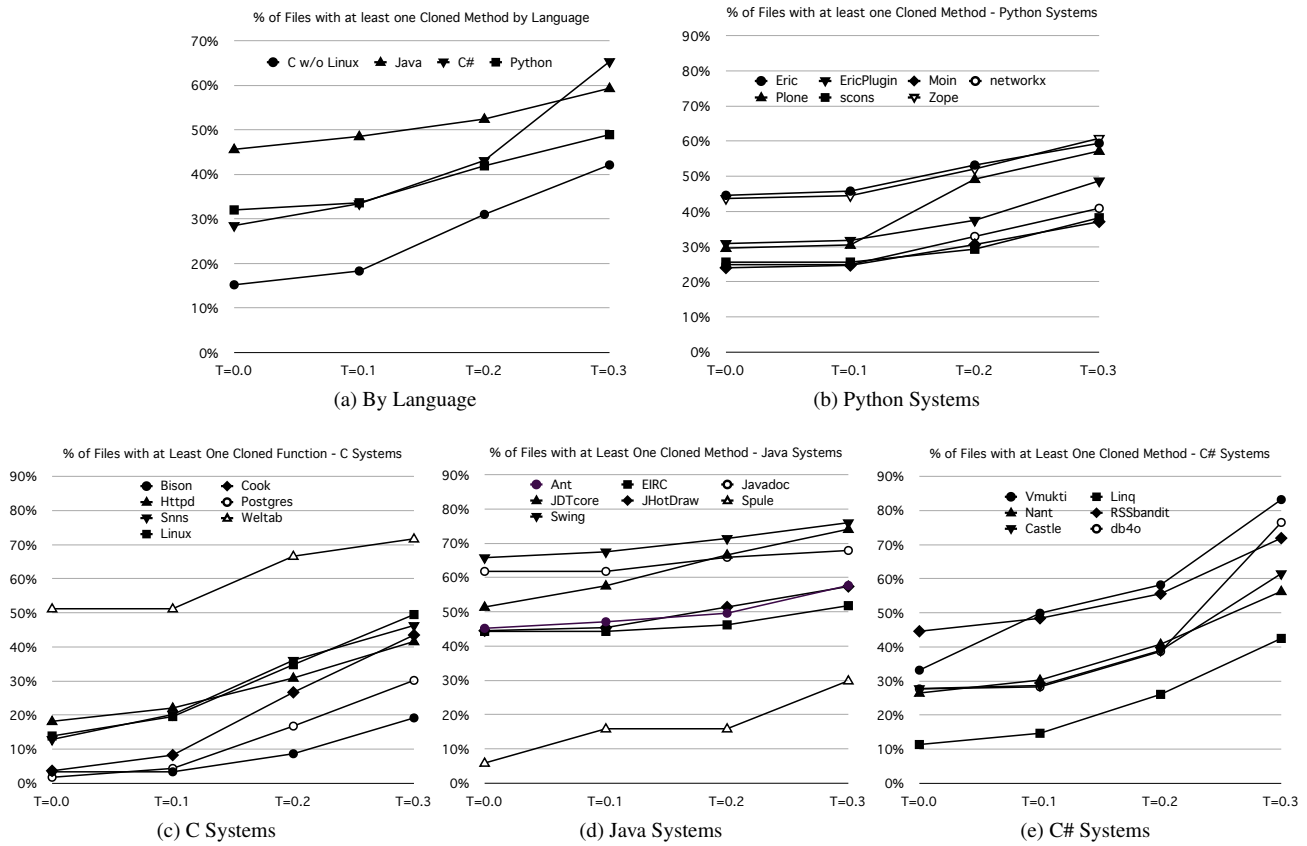 % of Files with at least one Cloned Method by Language
70%
60%
50%
40%
30%
20%
10%
0%
C w/o Linux Java C# Python
T=0.0 T=0.1 T=0.2 T=0.3
(a) By Language
% of Files with at least one Cloned Method - Python Systems
90%
80%
70%
60%
50%
40%
30%
20%
10%
0%
Eric EricPlugin Moin networkx
Plone scons Zope
T=0.0 T=0.1 T=0.2 T=0.3
(b) Python Systems
% of Files with at Least One Cloned Function - C Systems
90%
80%
70%
60%
50%
40%
30%
20%
10%
0%
Bison Cook
Httpd Postgres
Snns Weltab
Linux
T=0.0 T=0.1 T=0.2 T=0.3
(c) C Systems
% of Files with at Least One Cloned Method - Java Systems
90%
80%
70%
60%
50%
40%
30%
20%
10%
0%
Ant EIRC Javadoc
JDTcore JHotDraw Spule
Swing
T=0.0 T=0.1 T=0.2 T=0.3
(d) Java Systems
% of Files with at Least One Cloned Method - C# Systems
90%
80%
70%
60%
50%
40%
30%
20%
10%
0%
Vmukti Linq
Nant RSSbandit
Castle db4o
T=0.0 T=0.1 T=0.2 T=0.3
(e) C# Systems